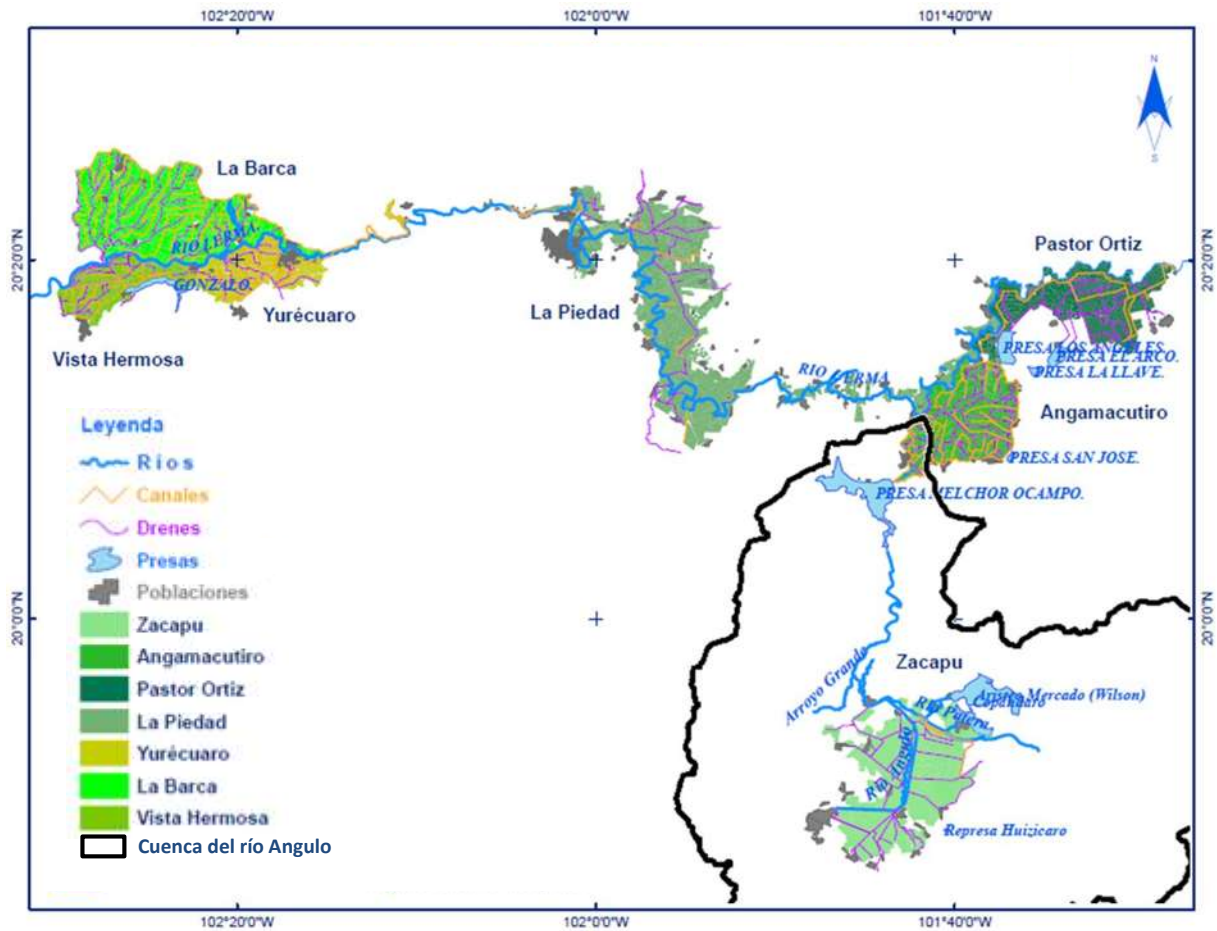 102°20'0"W
102°0'0"W
101°40'0"W
N
S
La Barca
RIO LERMA.
GONZALO.
Yurécuaro
Vista Hermosa
La Piedad
RIO LERMA
Pastor Ortiz
PRESA LOS ANGELES.
PRESA EL ARCO.
PRESA LA LLAVE.
Angamacutiro
PRESA SAN JOSE.
PRESA MELCHOR OCAMPO.
20°20'0"N
20°20'0"N
20°0'0"N
20°0'0"N
Zacapu
Arroyo Grande
Aristeo Mercado (Wilson)
Copándaro
Río Patera
Río Angulo
Represa Huizicaro
Leyenda
Ríos
Canales
Drenes
Presas
Poblaciones
Zacapu
Angamacutiro
Pastor Ortiz
La Piedad
Yurécuaro
La Barca
Vista Hermosa
Cuenca del río Angulo
102°20'0"W
102°0'0"W
101°40'0"W